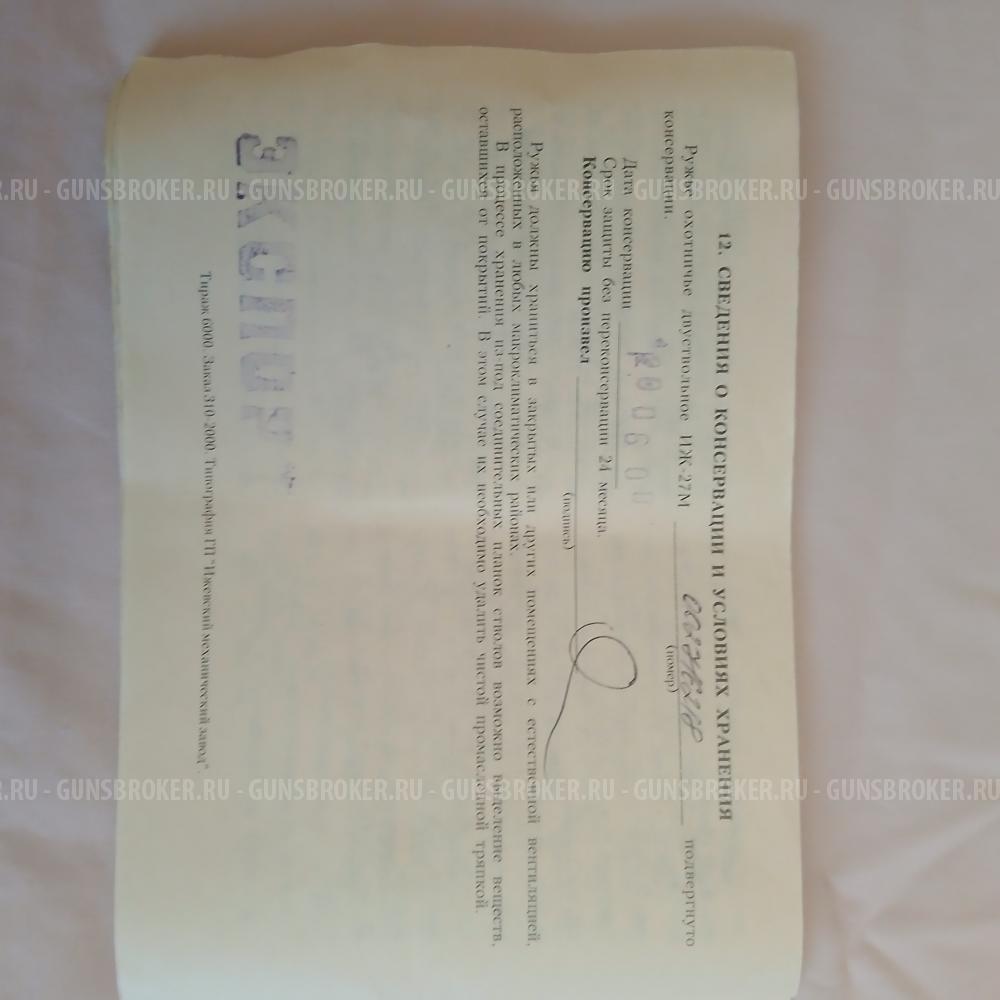 12. СВЕДЕНИЯ О КОНСЕРВАЦИИ И УСЛОВИЯХ ХРАНЕНИЯ
Ружье охотничье двуствольное ИЖ-27М подвергнуто
(номер)
консервации.
Дата консервации
Срок защиты без переконсервации 24 месяца.
Консервацию произвел
(подпись)
Ружья должны храниться в закрытых или других помещениях с естественной вентиляцией,
расположенных в любых макроклиматических районах.
В процессе хранения из-под соединительных планок стволов возможно выделение веществ,
оставшихся от покрытий. В этом случае их необходимо удалить чистой промасленной тряпкой.
ЭКСПОРТ
Тираж 6000. Заказ 310-2000. Типография ГП "Ижевский механический завод".
.RU - GUNSBROKER.RU - GUNSBROKER.RU - GUNSBROKER.RU - GUNSBROKER.RU - GUNSBROKER
.RU - GUNSBROKER.RU - GUNSBROKER.RU - GUNSBROKER.RU - GUNSBROKER.RU - GUNSBROKER